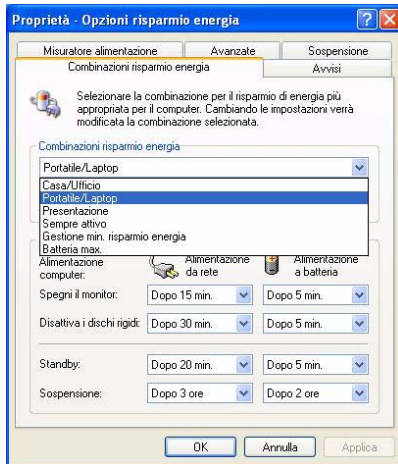 Proprietà - Opzioni risparmio energia
Misuratore alimentazione Avanzate Sospensione
Combinazioni risparmio energia Avvisi
Selezionare la combinazione per il risparmio di energia più
appropriata per il computer. Cambiando le impostazioni verrà
modificata la combinazione selezionata.
Combinazioni risparmio energia
Portatile/Laptop
Casa/Ufficio
Portatile/Laptop
Presentazione
Sempre attivo
Gestione min. risparmio energia
Batteria max.
Alimentazione computer:
Alimentazione da rete
Alimentazione a batteria
Spegni il monitor: Dopo 15 min. Dopo 5 min.
Disattiva i dischi rigidi: Dopo 30 min. Dopo 5 min.
Standby: Dopo 20 min. Dopo 5 min.
Sospensione: Dopo 3 ore Dopo 2 ore
OK Annulla Applica